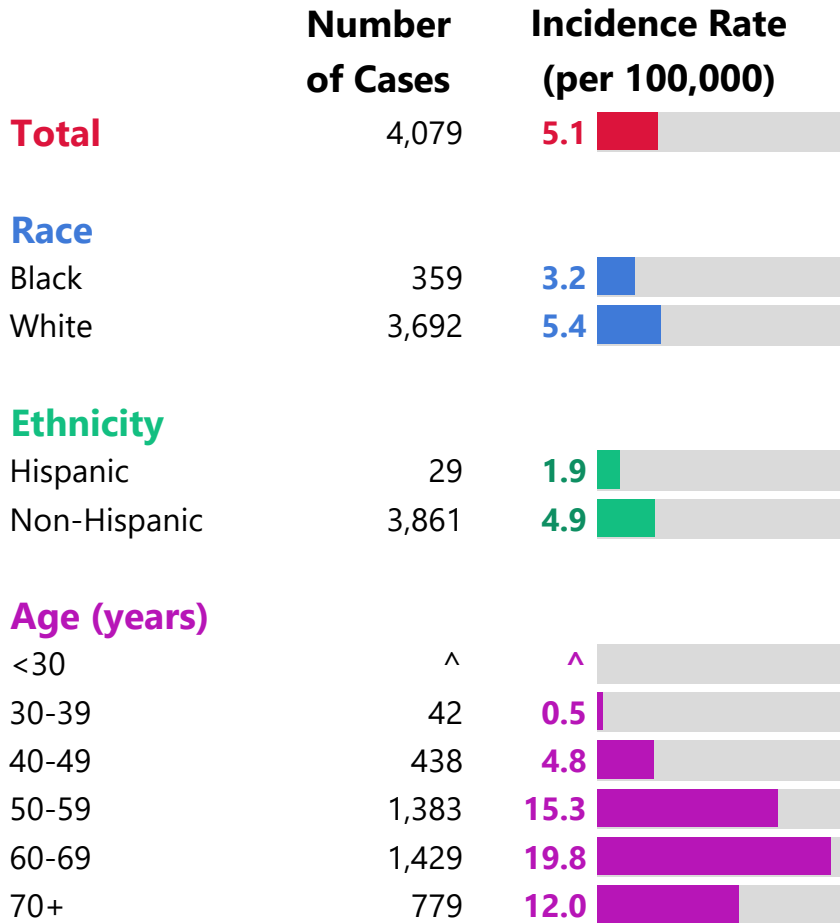 Number Incidence Rate
of Cases (per 100,000)
Total 4,079 5.1
Race
Black 359 3.2
White 3,692 5.4
Ethnicity
Hispanic 29 1.9
Non-Hispanic 3,861 4.9
Age (years)
<30 ^ ^
30-39 42 0.5
40-49 438 4.8
50-59 1,383 15.3
60-69 1,429 19.8
70+ 779 12.0